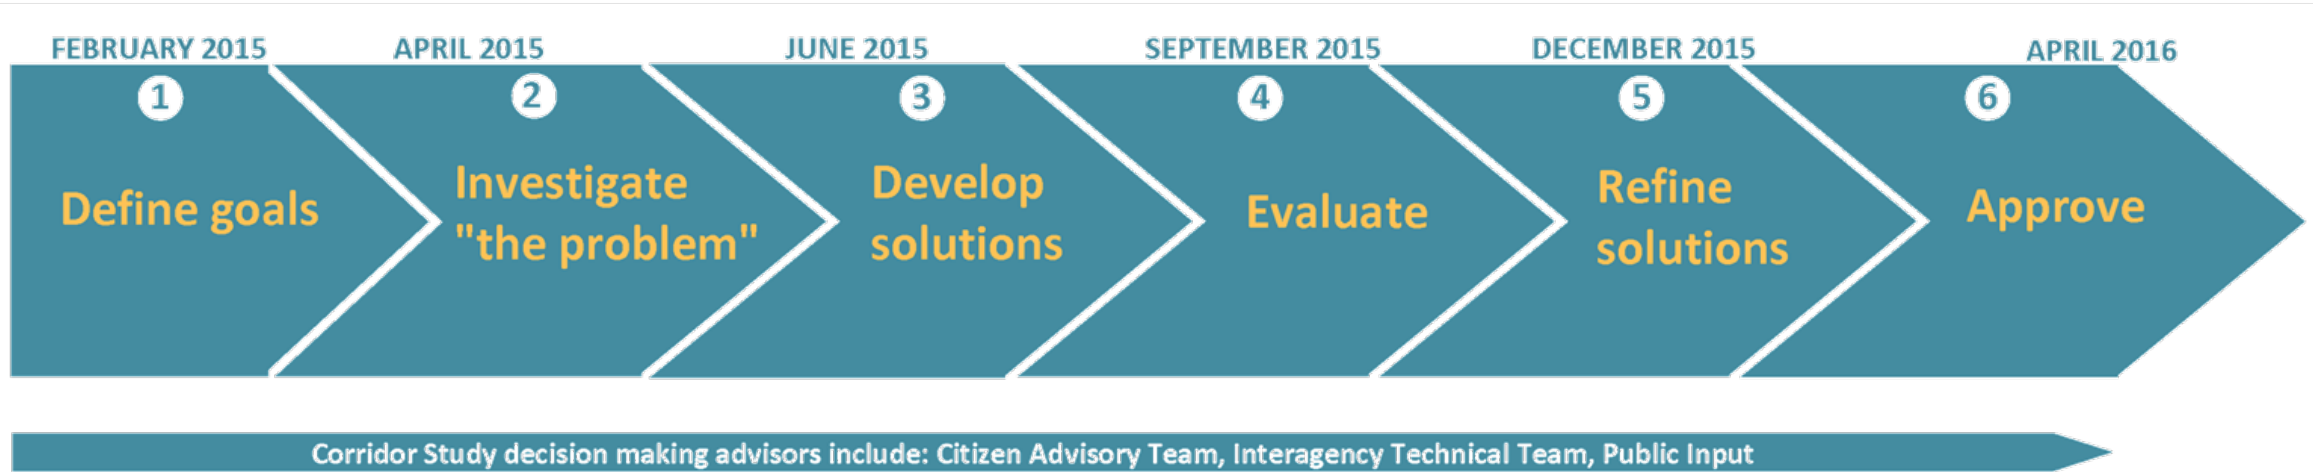 FEBRUARY 2015
APRIL 2015
JUNE 2015
SEPTEMBER 2015
DECEMBER 2015
APRIL 2016
1
2
3
4
5
6
Define goals
Investigate
"the problem"
Develop
solutions
Evaluate
Refine
solutions
Approve
Corridor Study decision making advisors include: Citizen Advisory Team, Interagency Technical Team, Public Input